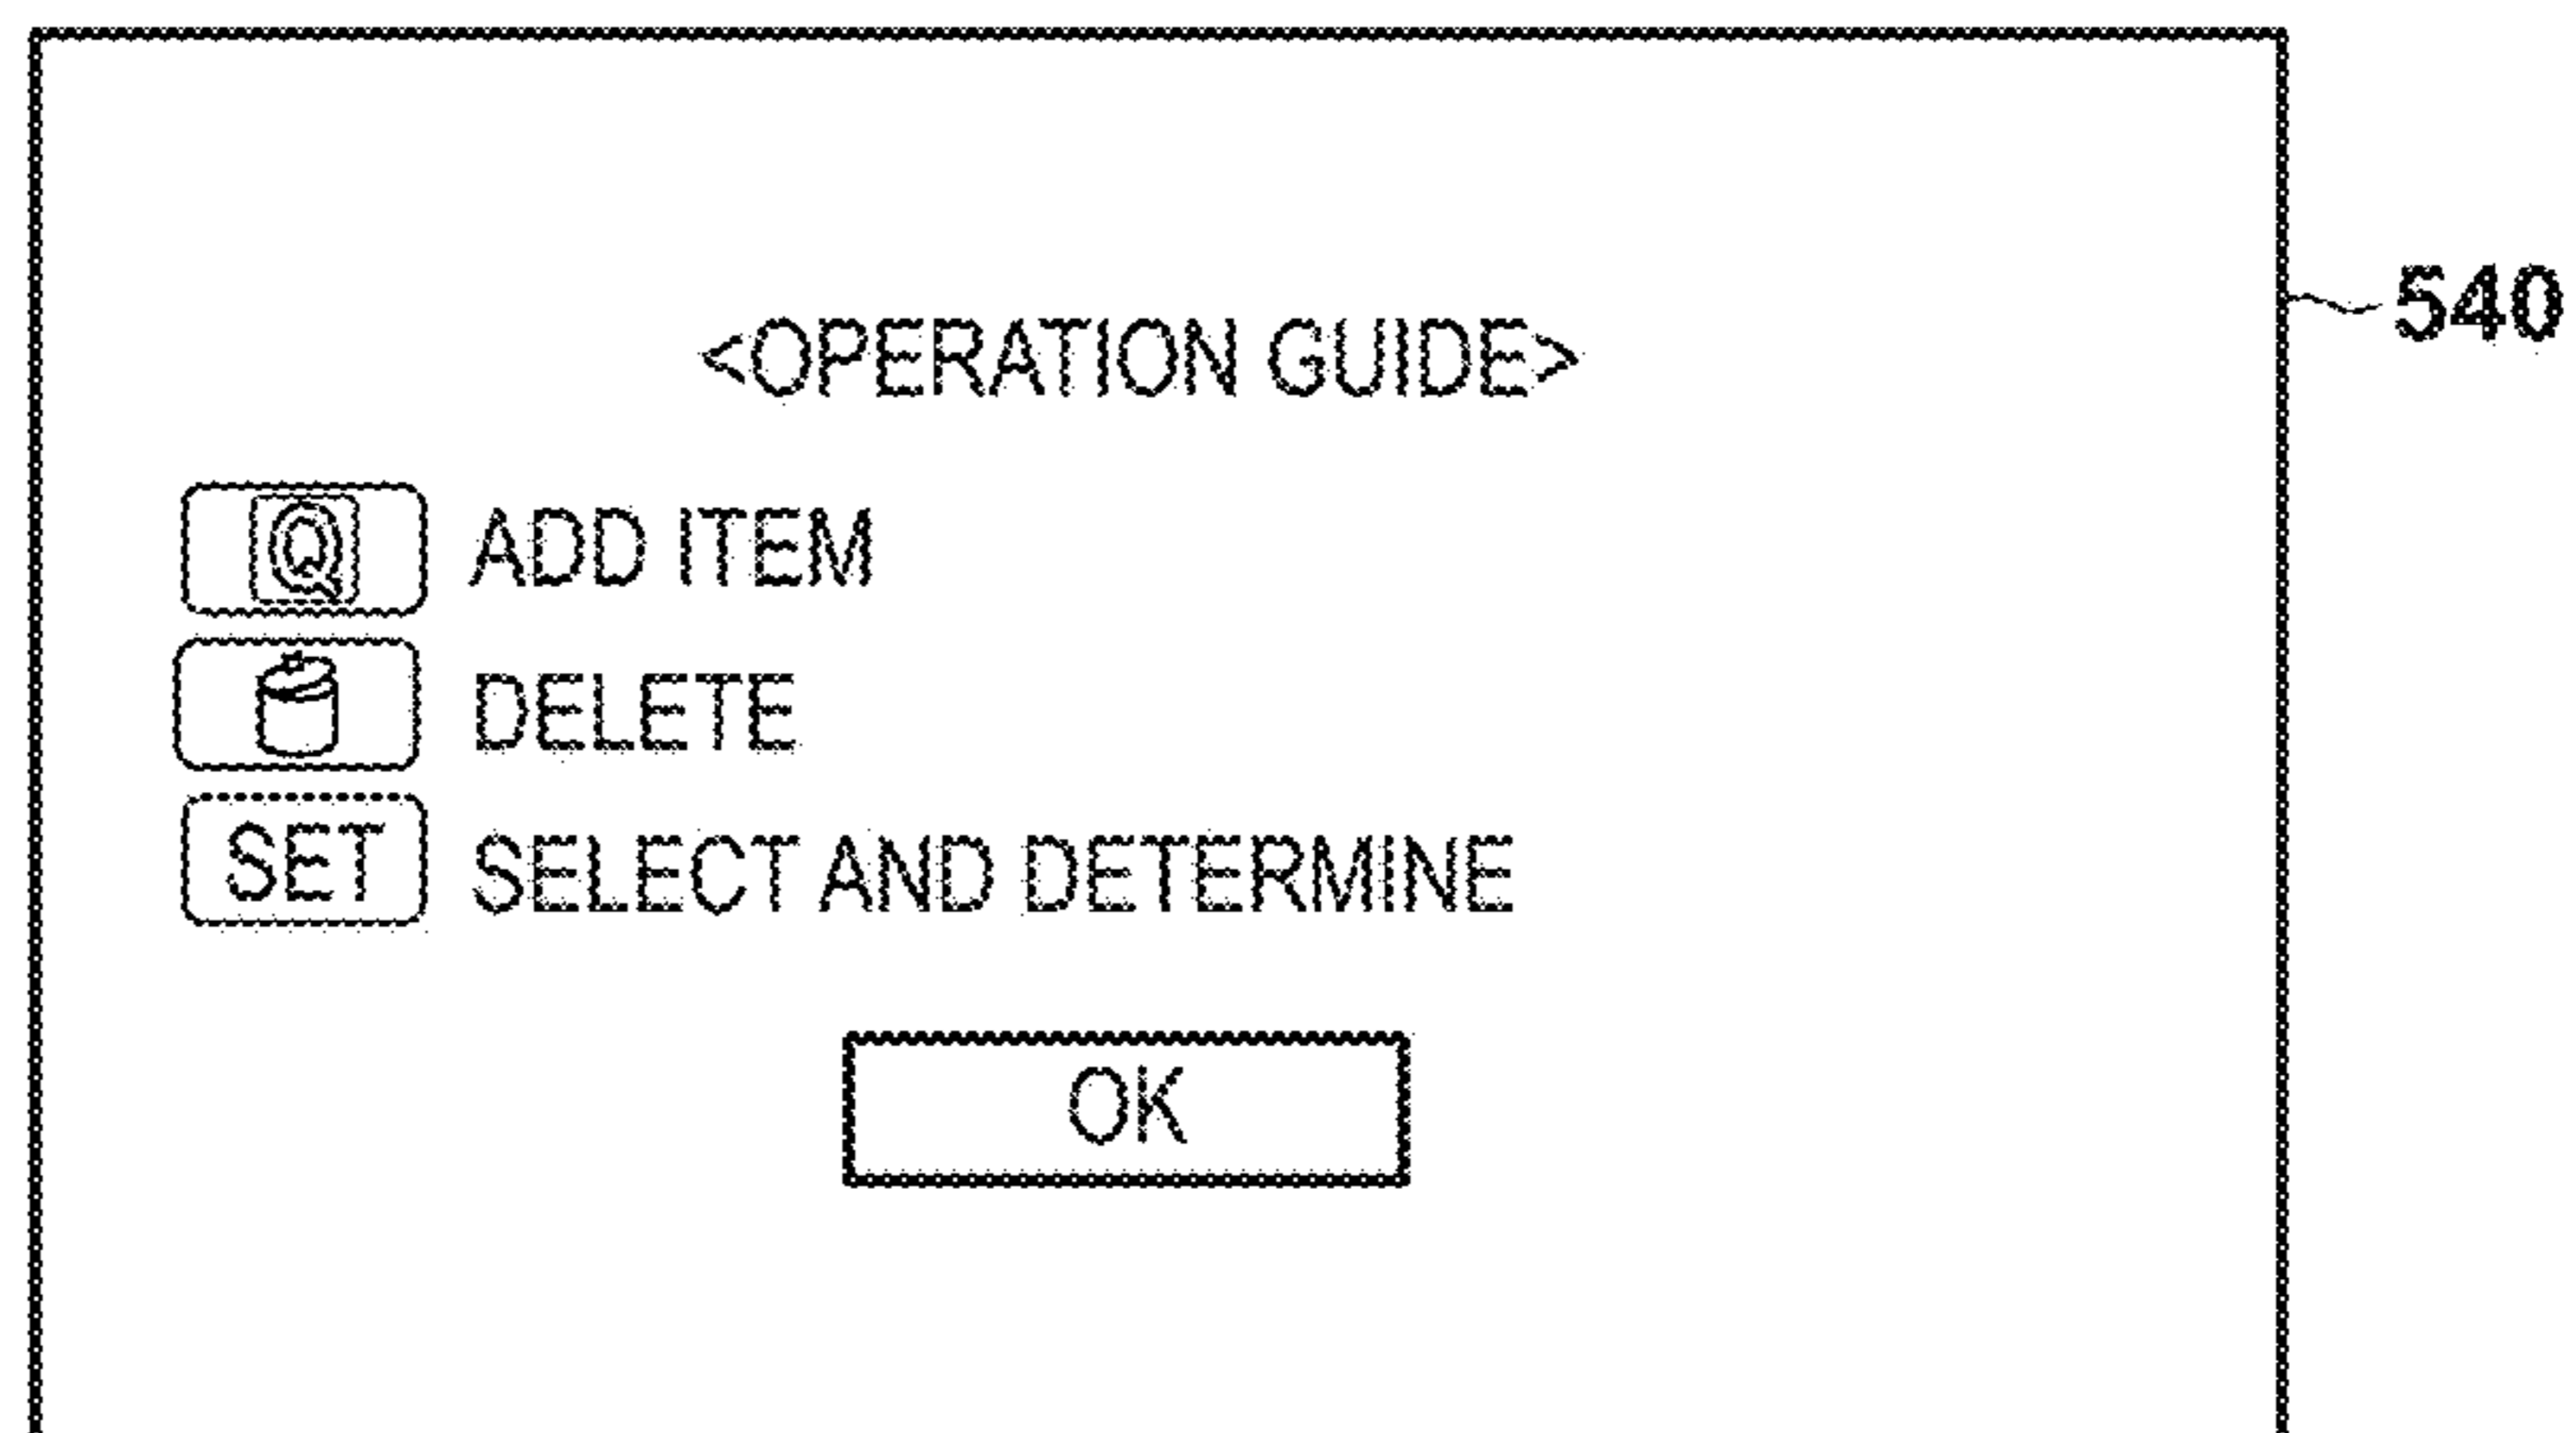 <OPERATION GUIDE>
540
Q ADD ITEM
DELETE
SET SELECT AND DETERMINE
OK